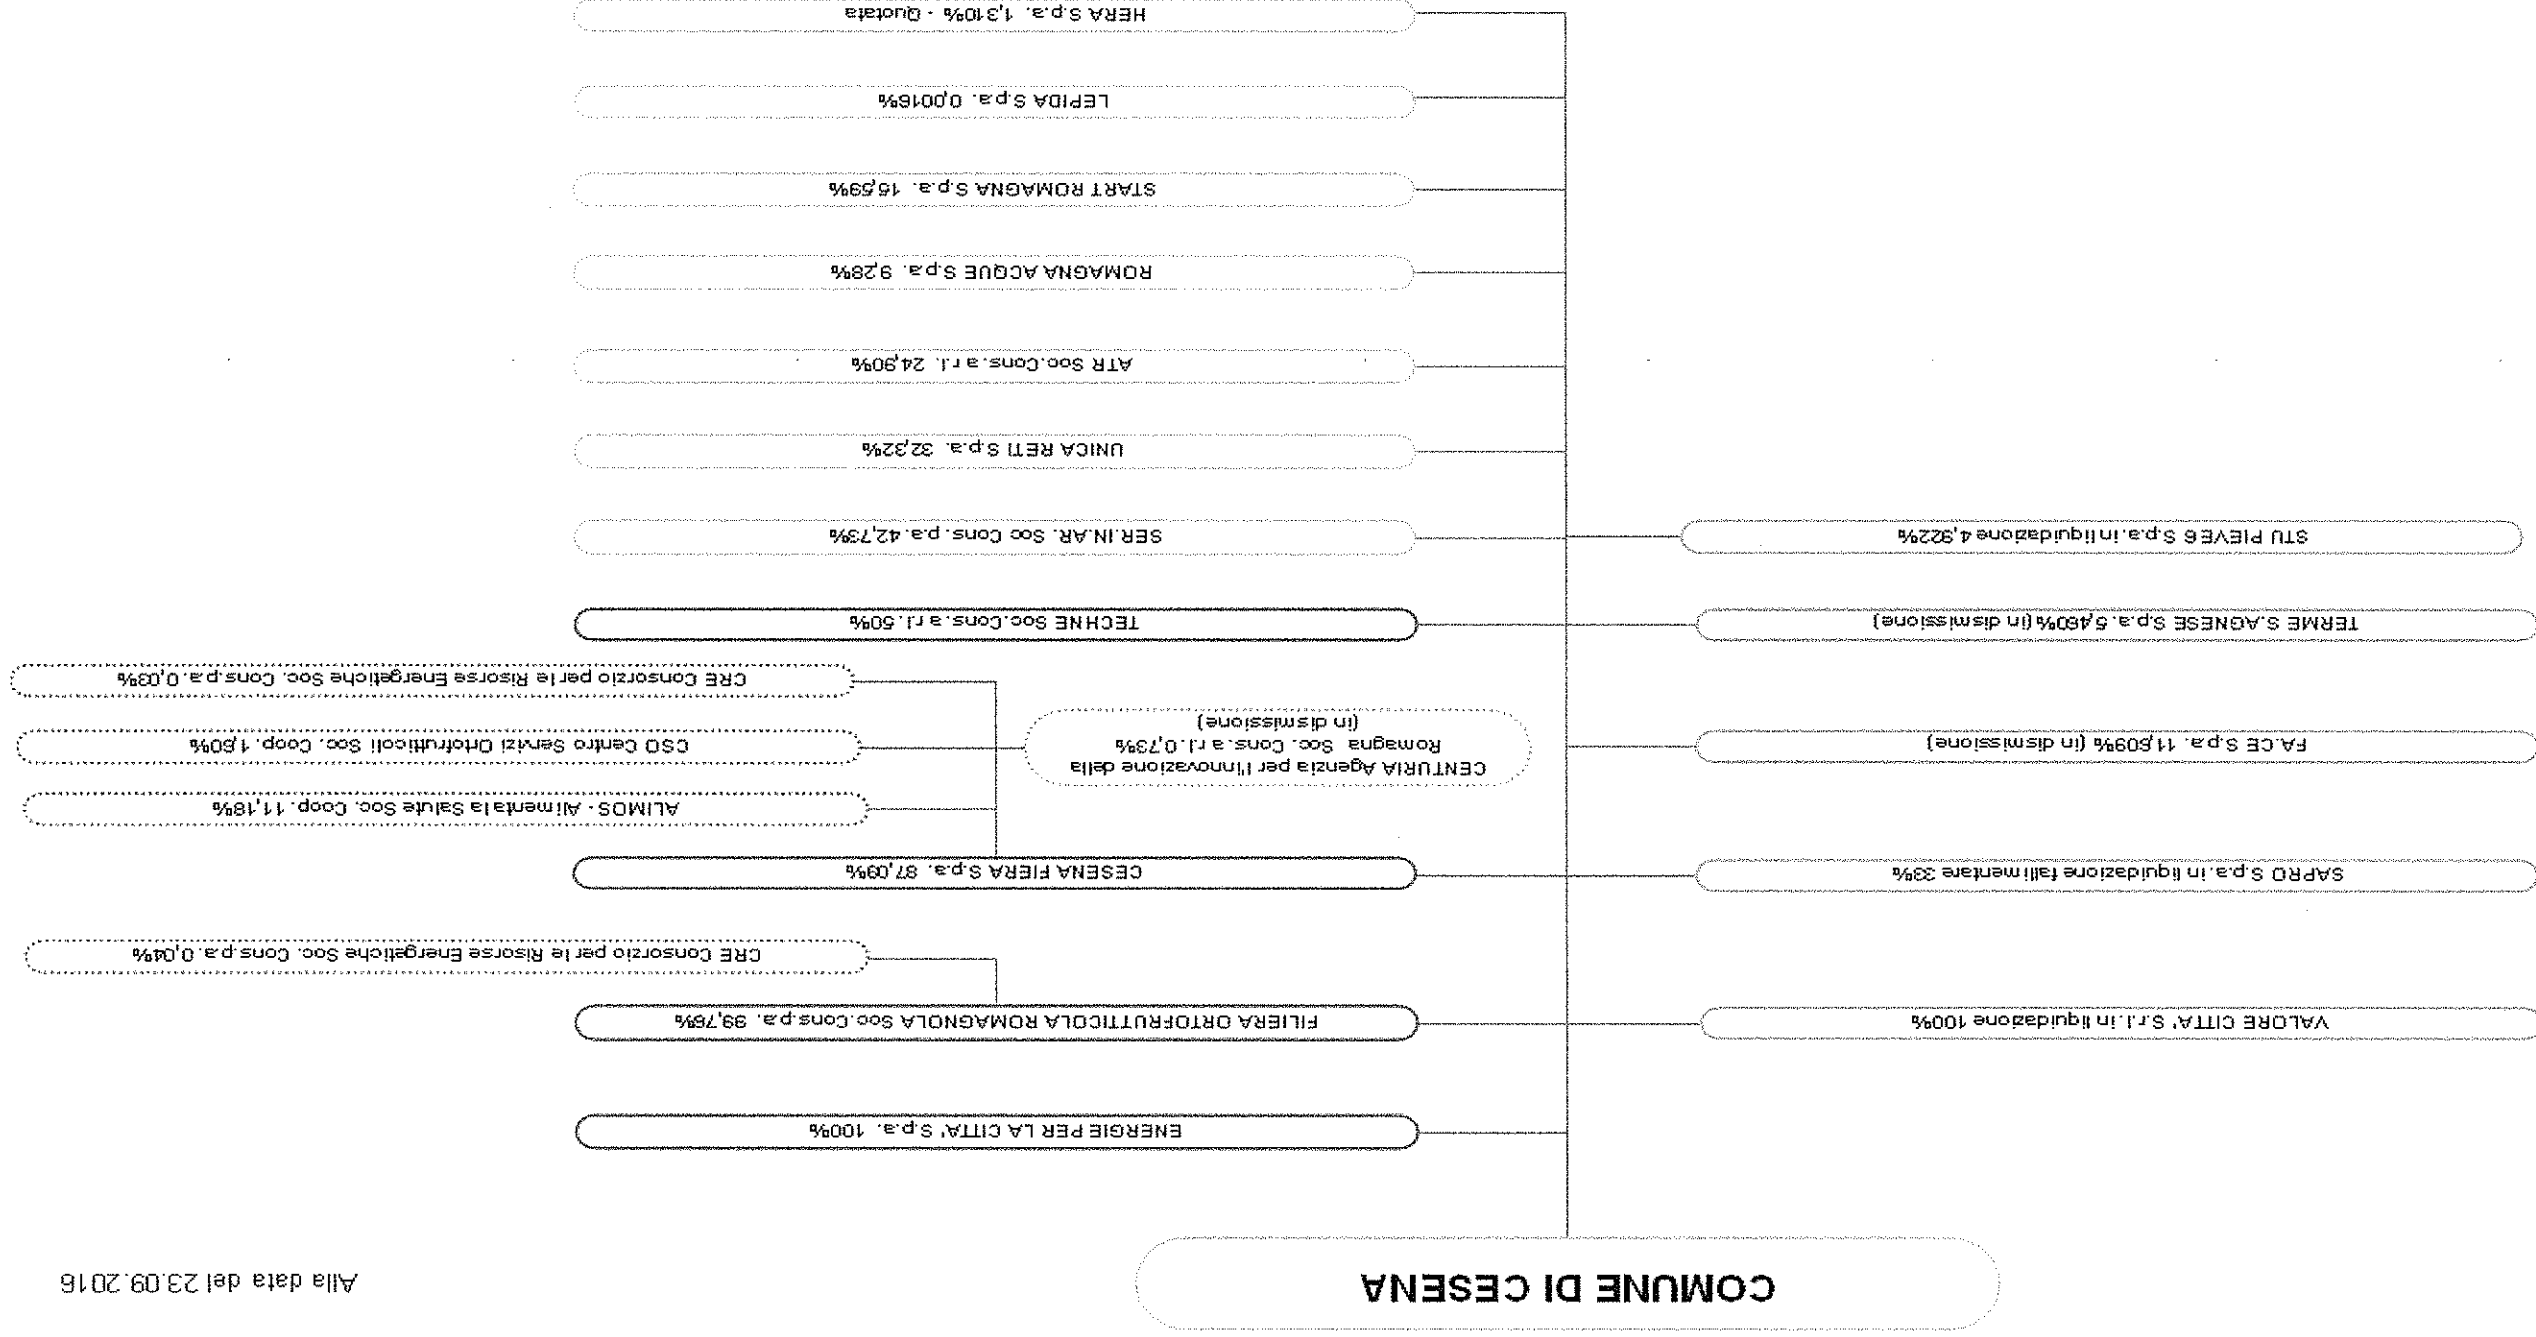 COMUNE DI CESENA
Alla data del 23.09.2016
ENERGIE PER LA CITTA' S.p.a. 100%
VALORE CITTA' S.r.l. in liquidazione 100%
FILIERA ORTOFRUTTICOLA ROMAGNOLA Soc.Cons.p.a. 99,76%
CRE Consorzio per le Risorse Energetiche Soc. Cons.p.a. 0,04%
SAPRO S.p.a. in liquidazione fallimentare 33%
CESENA FIERA S.p.a. 87,09%
ALIMOS - Alimenta la Salute Soc. Coop. 11,18%
FA.CE S.p.a. 11,609% (in dismissione)
CENTURIA Agenzia per l'Innovazione della
Romagna Soc. Cons. a r.l. 0,73%
(in dismissione)
CSO Centro Servizi Ortofrutticoli Soc. Coop. 1,60%
CRE Consorzio per le Risorse Energetiche Soc. Cons.p.a. 0,03%
TERME S.AGNESE S.p.a. 5,460% (in dismissione)
TECHNE Soc.Cons. a r.l. 50%
STU PIEVE 6 S.p.a. in liquidazione 4,922%
SER.IN.AR. Soc Cons. p.a. 42,73%
UNICA RETI S.p.a. 32,32%
ATR Soc.Cons. a r.l. 24,90%
ROMAGNA ACQUE S.p.a. 9,28%
START ROMAGNA S.p.a. 15,59%
LEPIDA S.p.a. 0,0016%
HERA S.p.a. 1,310% - Quotata